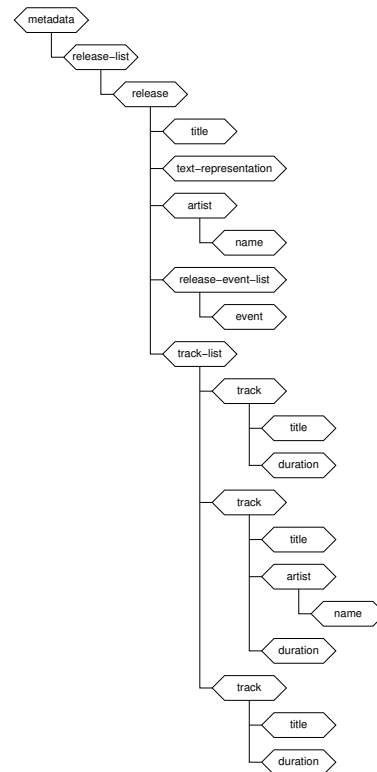 metadata
release−list
release
title
text−representation
artist
name
release−event−list
event
track−list
track
title
duration
track
title
artist
name
duration
track
title
duration